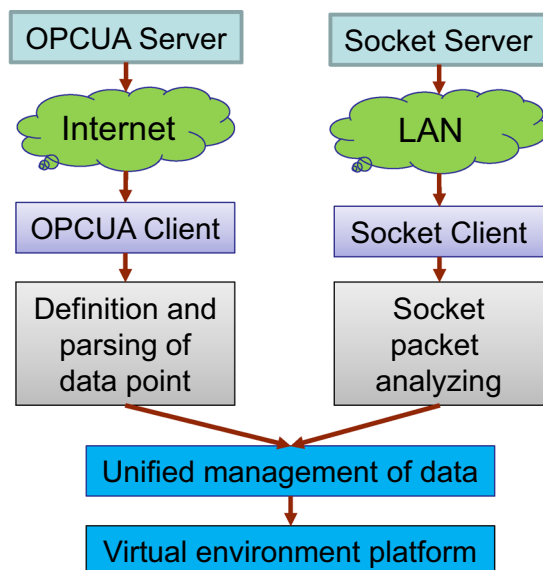 OPCUA Server
Socket Server
Internet
LAN
OPCUA Client
Socket Client
Definition and
parsing of
data point
Socket
packet
analyzing
Unified management of data
Virtual environment platform